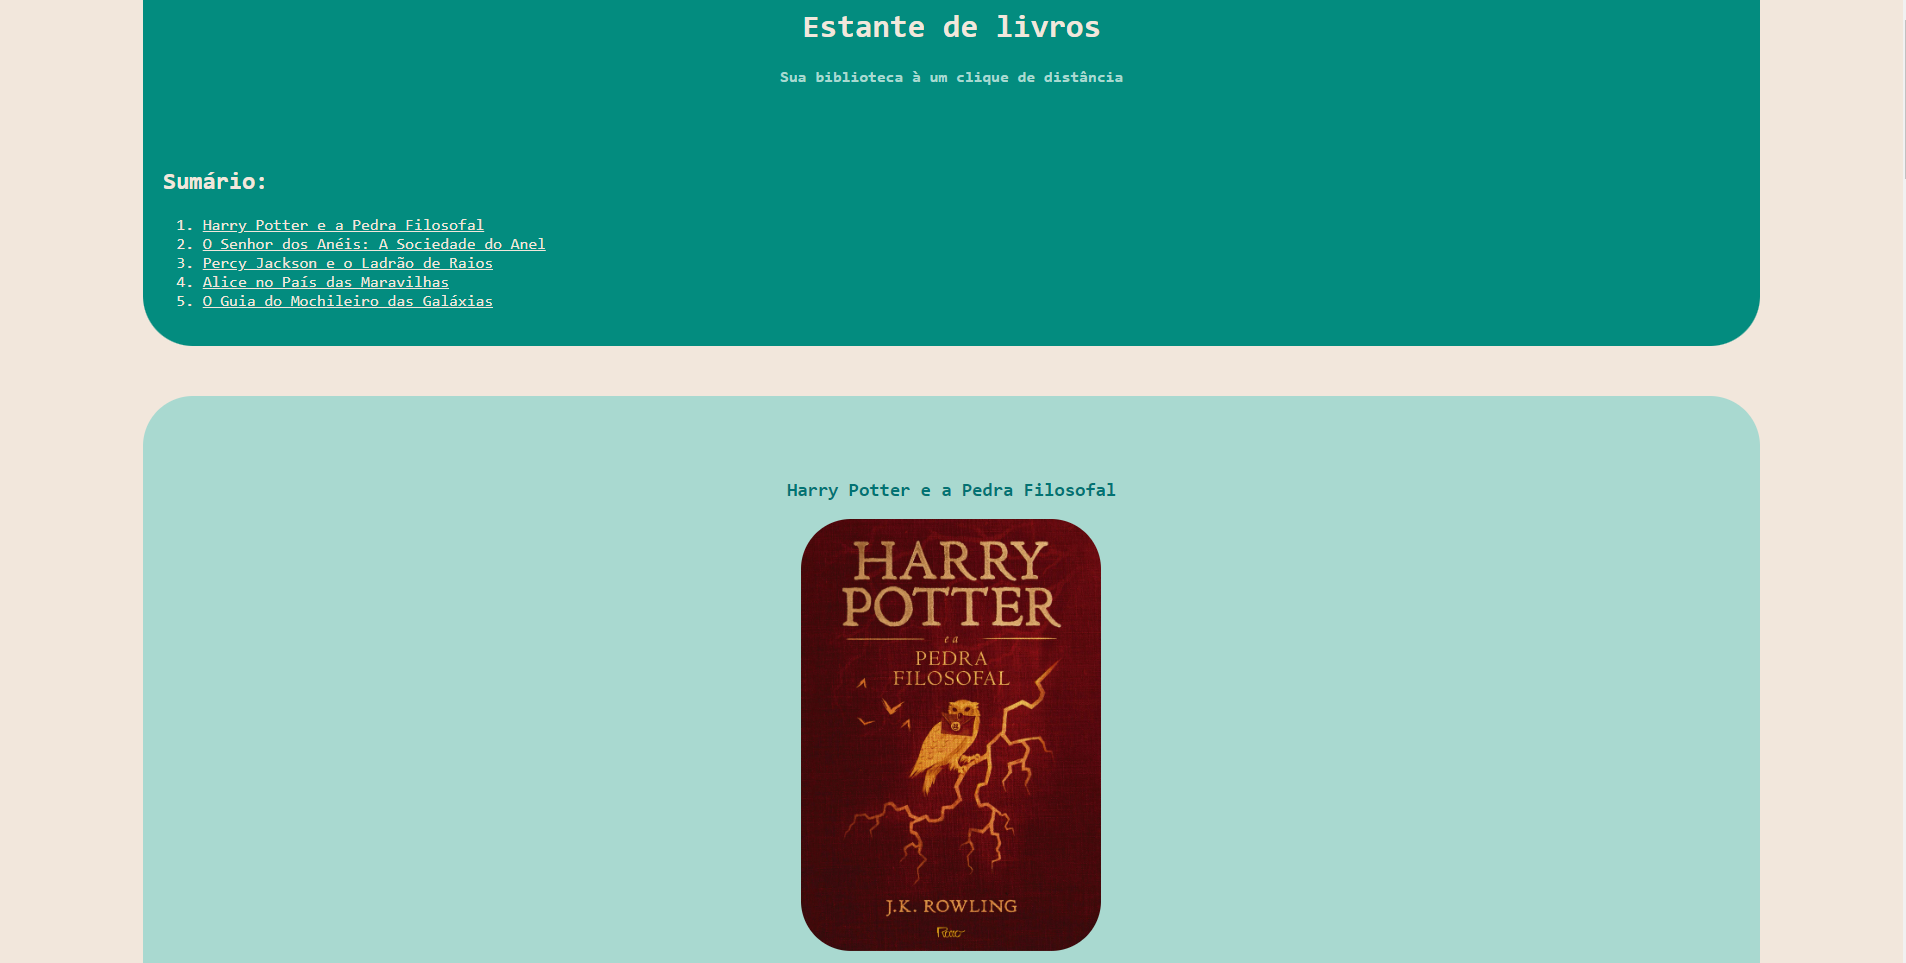 Estante de livros
Sua biblioteca à um clique de distância
Sumário:
1. Harry Potter e a Pedra Filosofal
2. O Senhor dos Anéis: A Sociedade do Anel
3. Percy Jackson e o Ladrão de Raios
4. Alice no País das Maravilhas
5. O Guia do Mochileiro das Galáxias
Harry Potter e a Pedra Filosofal
HARRY
POTTER
e a
PEDRA
FILOSOFAL
J.K. ROWLING